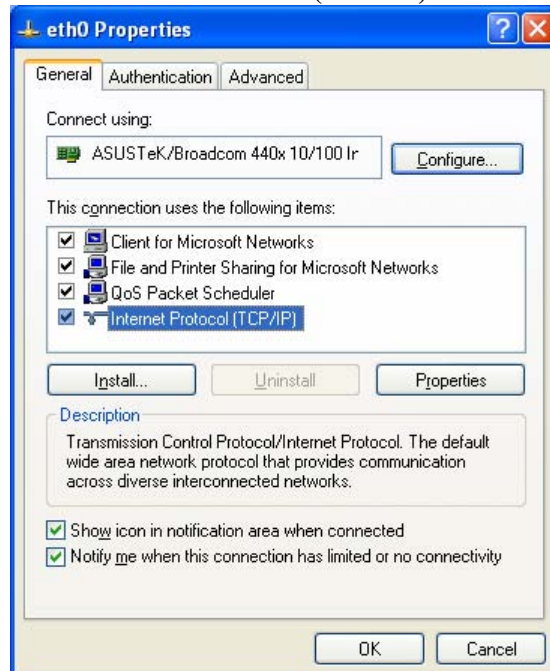 eth0 Properties
General Authentication Advanced
Connect using:
ASUSTeK/Broadcom 440x 10/100 Ir
Configure...
This connection uses the following items:
Client for Microsoft Networks
File and Printer Sharing for Microsoft Networks
QoS Packet Scheduler
Internet Protocol (TCP/IP)
Install... Uninstall Properties
Description
Transmission Control Protocol/Internet Protocol. The default
wide area network protocol that provides communication
across diverse interconnected networks.
Show icon in notification area when connected
Notify me when this connection has limited or no connectivity
OK Cancel